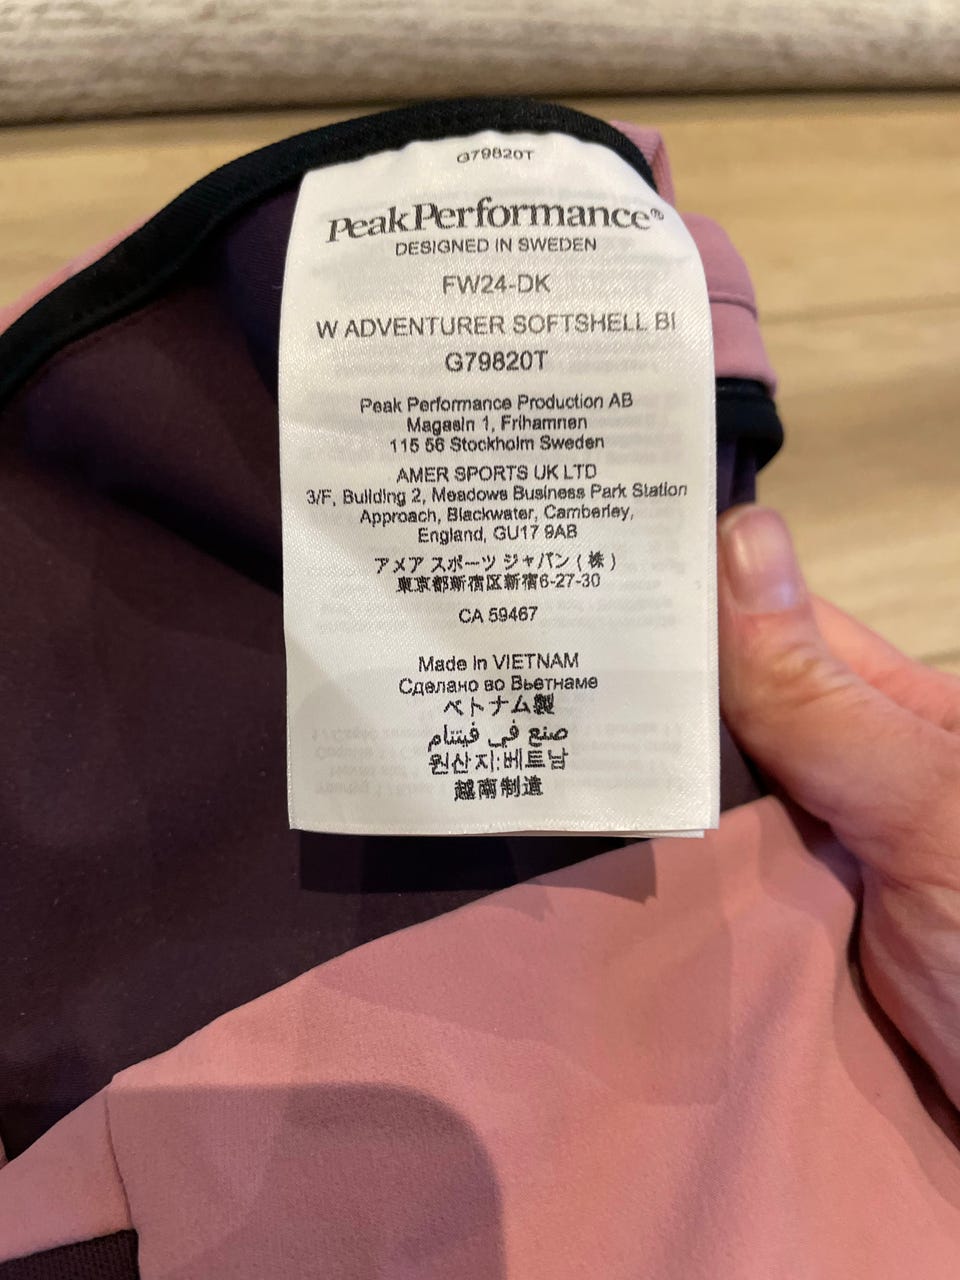 G79820T
PeakPerformance®
DESIGNED IN SWEDEN
FW24-DK
W ADVENTURER SOFTSHELL BI
G79820T
Peak Performance Production AB
Magasin 1, Frihamnen
115 56 Stockholm Sweden
AMER SPORTS UK LTD
3/F, Building 2, Meadows Business Park Station
Approach, Blackwater, Camberley,
England, GU17 9AB
アメア スポーツ ジャパン ( 株 )
東京都新宿区新宿6-27-30
CA 59467
Made in VIETNAM
Сделано во Вьетнаме
ベトナム製
صنع في فيتنام
원산지:베트남
越南制造